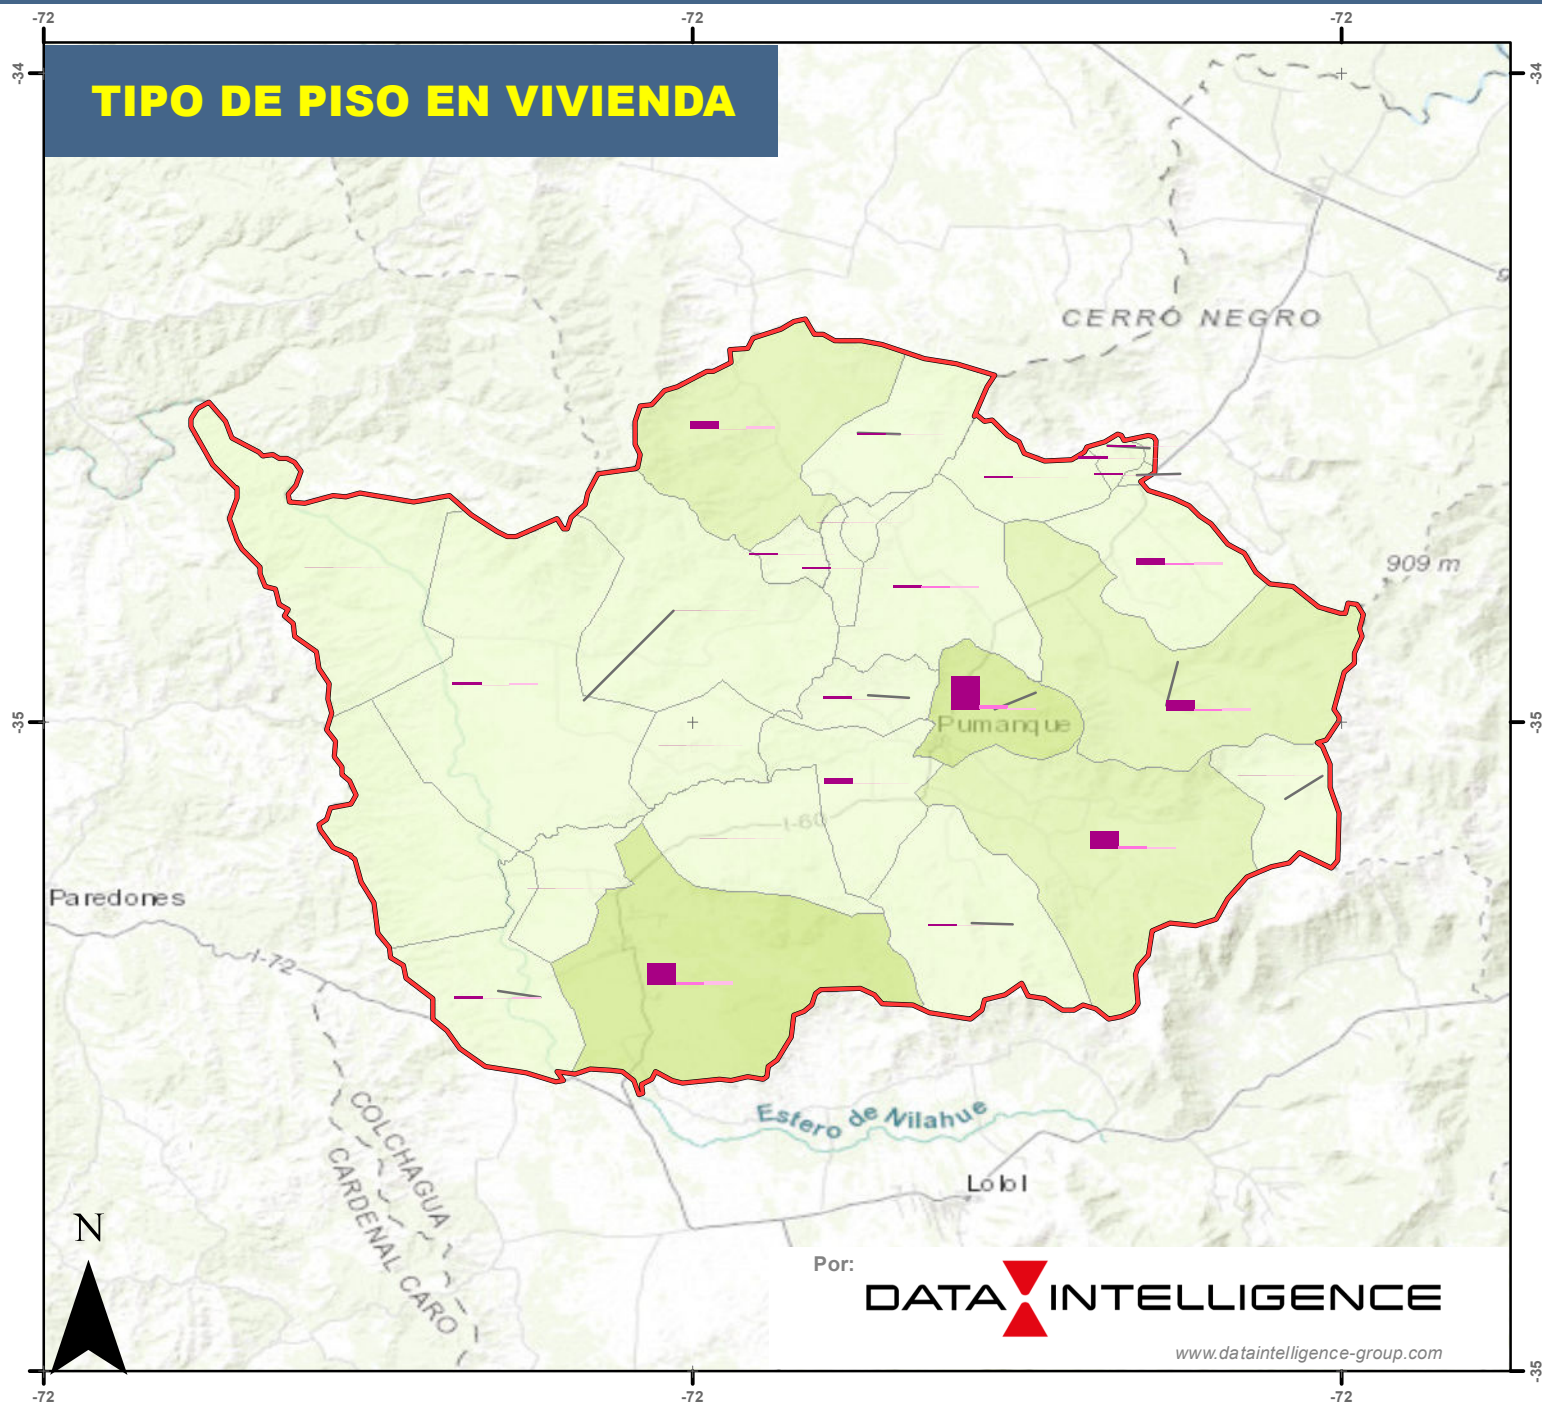 -72
-72
-72
-34
-34
TIPO DE PISO EN VIVIENDA
CERRO NEGRO
909 m
-35
Pumanque
I-60
Paredones
I-72
COLCHAGUA
CARDENAL CARO
Estero de Nilahue
Lolol
N
Por:
DATA INTELLIGENCE
www.dataintelligence-group.com
-35
-72
-72
-72